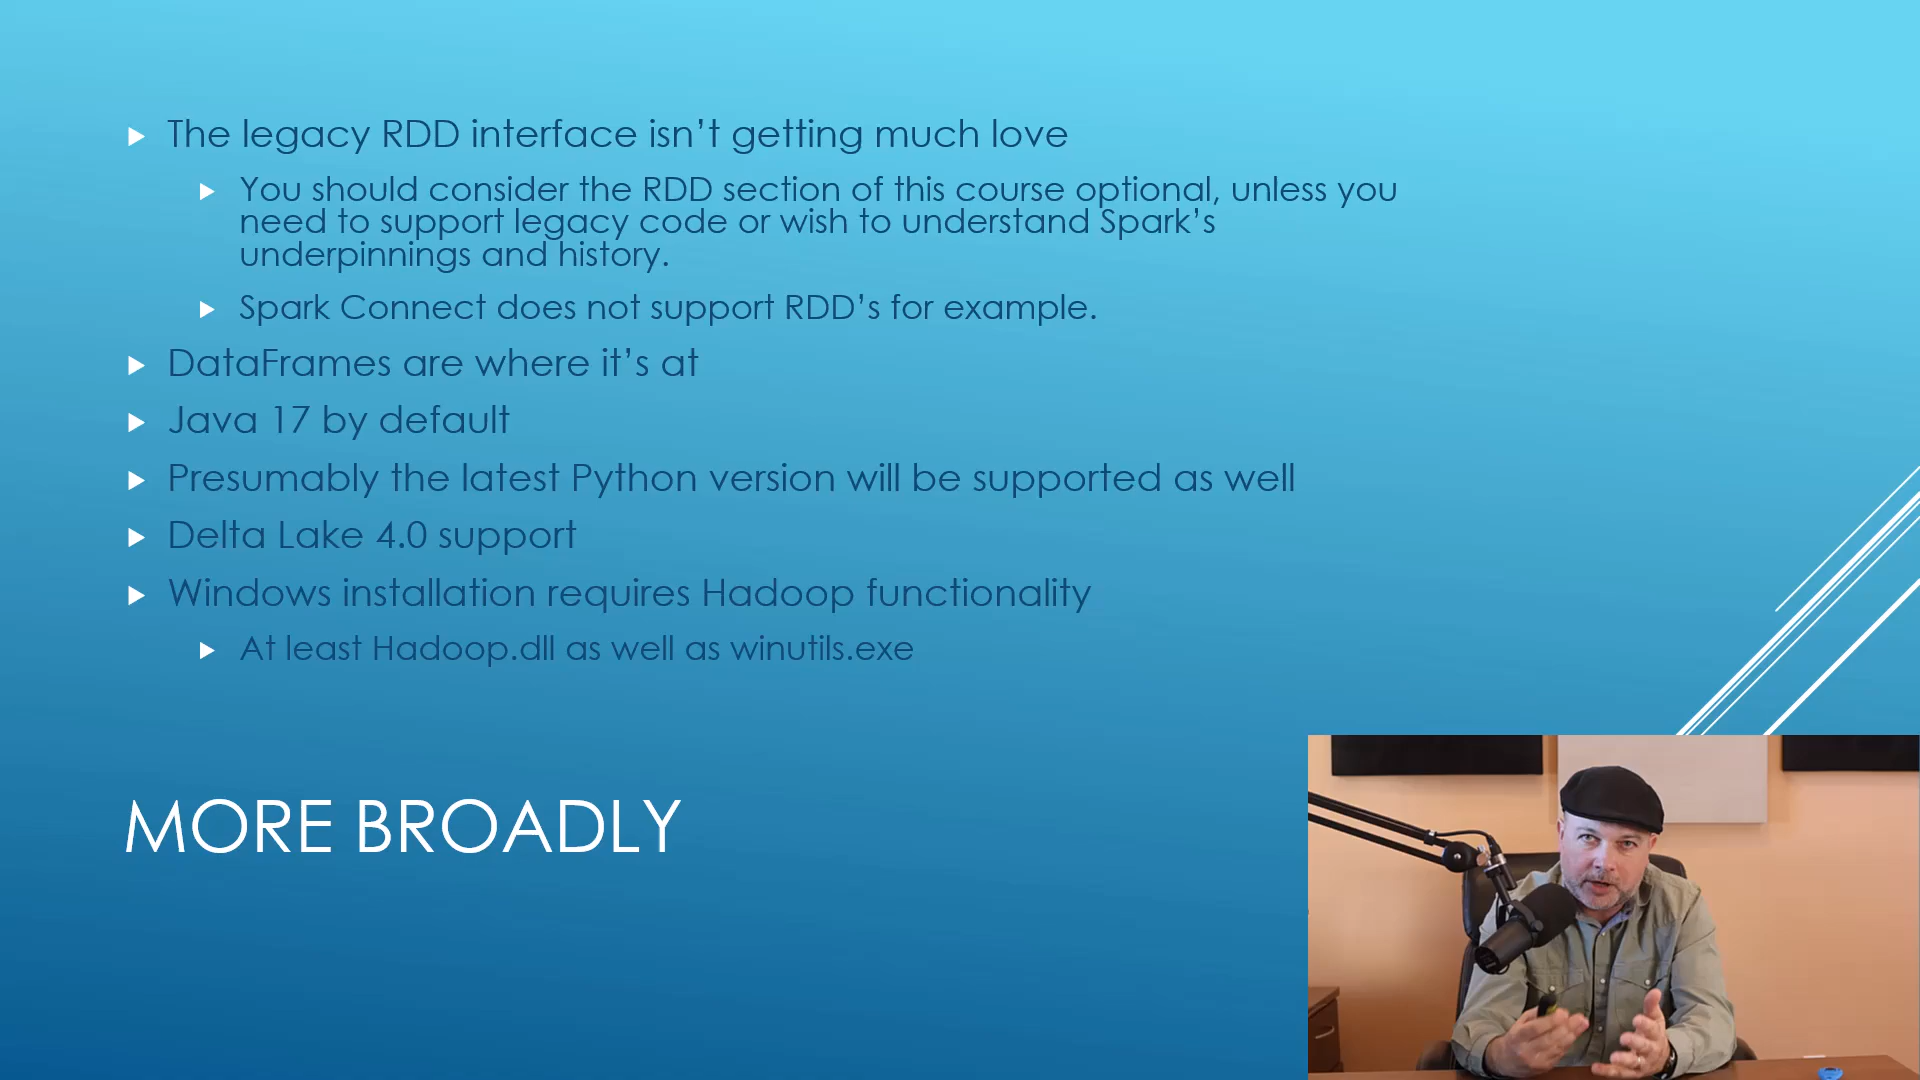 The legacy RDD interface isn’t getting much love
You should consider the RDD section of this course optional, unless you
need to support legacy code or wish to understand Spark’s
underpinnings and history.
Spark Connect does not support RDD’s for example.
DataFrames are where it’s at
Java 17 by default
Presumably the latest Python version will be supported as well
Delta Lake 4.0 support
Windows installation requires Hadoop functionality
At least Hadoop.dll as well as winutils.exe
MORE BROADLY